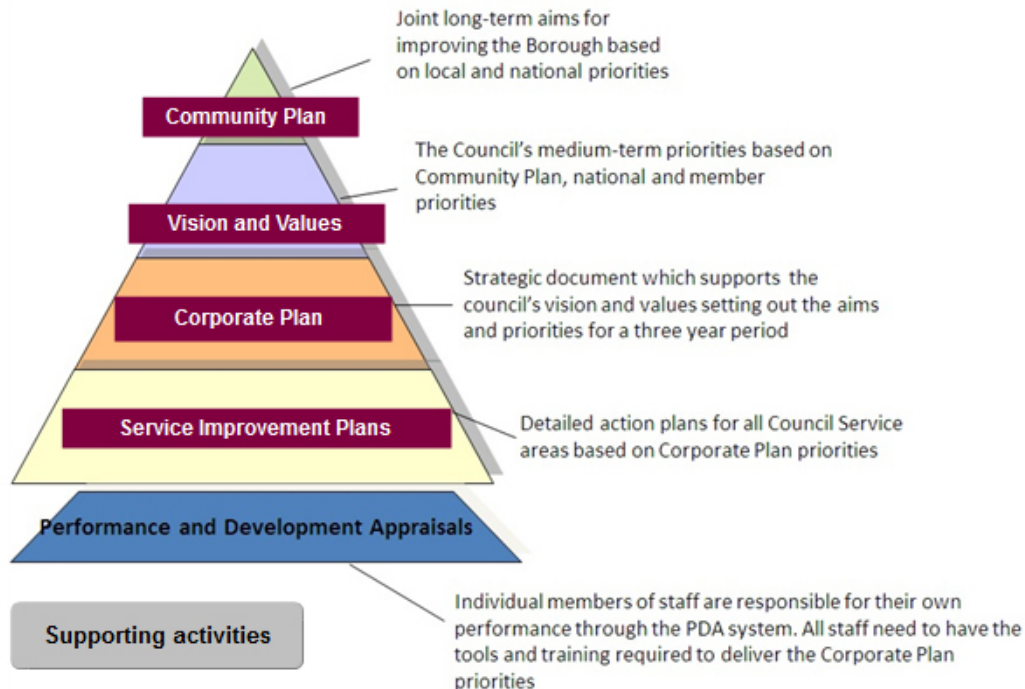 Joint long-term aims for
improving the Borough based
on local and national priorities
Community Plan
The Council’s medium-term priorities based on
Community Plan, national and member
priorities
Vision and Values
Strategic document which supports the
council’s vision and values setting out the aims
and priorities for a three year period
Corporate Plan
Detailed action plans for all Council Service
areas based on Corporate Plan priorities
Service Improvement Plans
Performance and Development Appraisals
Individual members of staff are responsible for their own
performance through the PDA system. All staff need to have the
tools and training required to deliver the Corporate Plan
priorities
Supporting activities